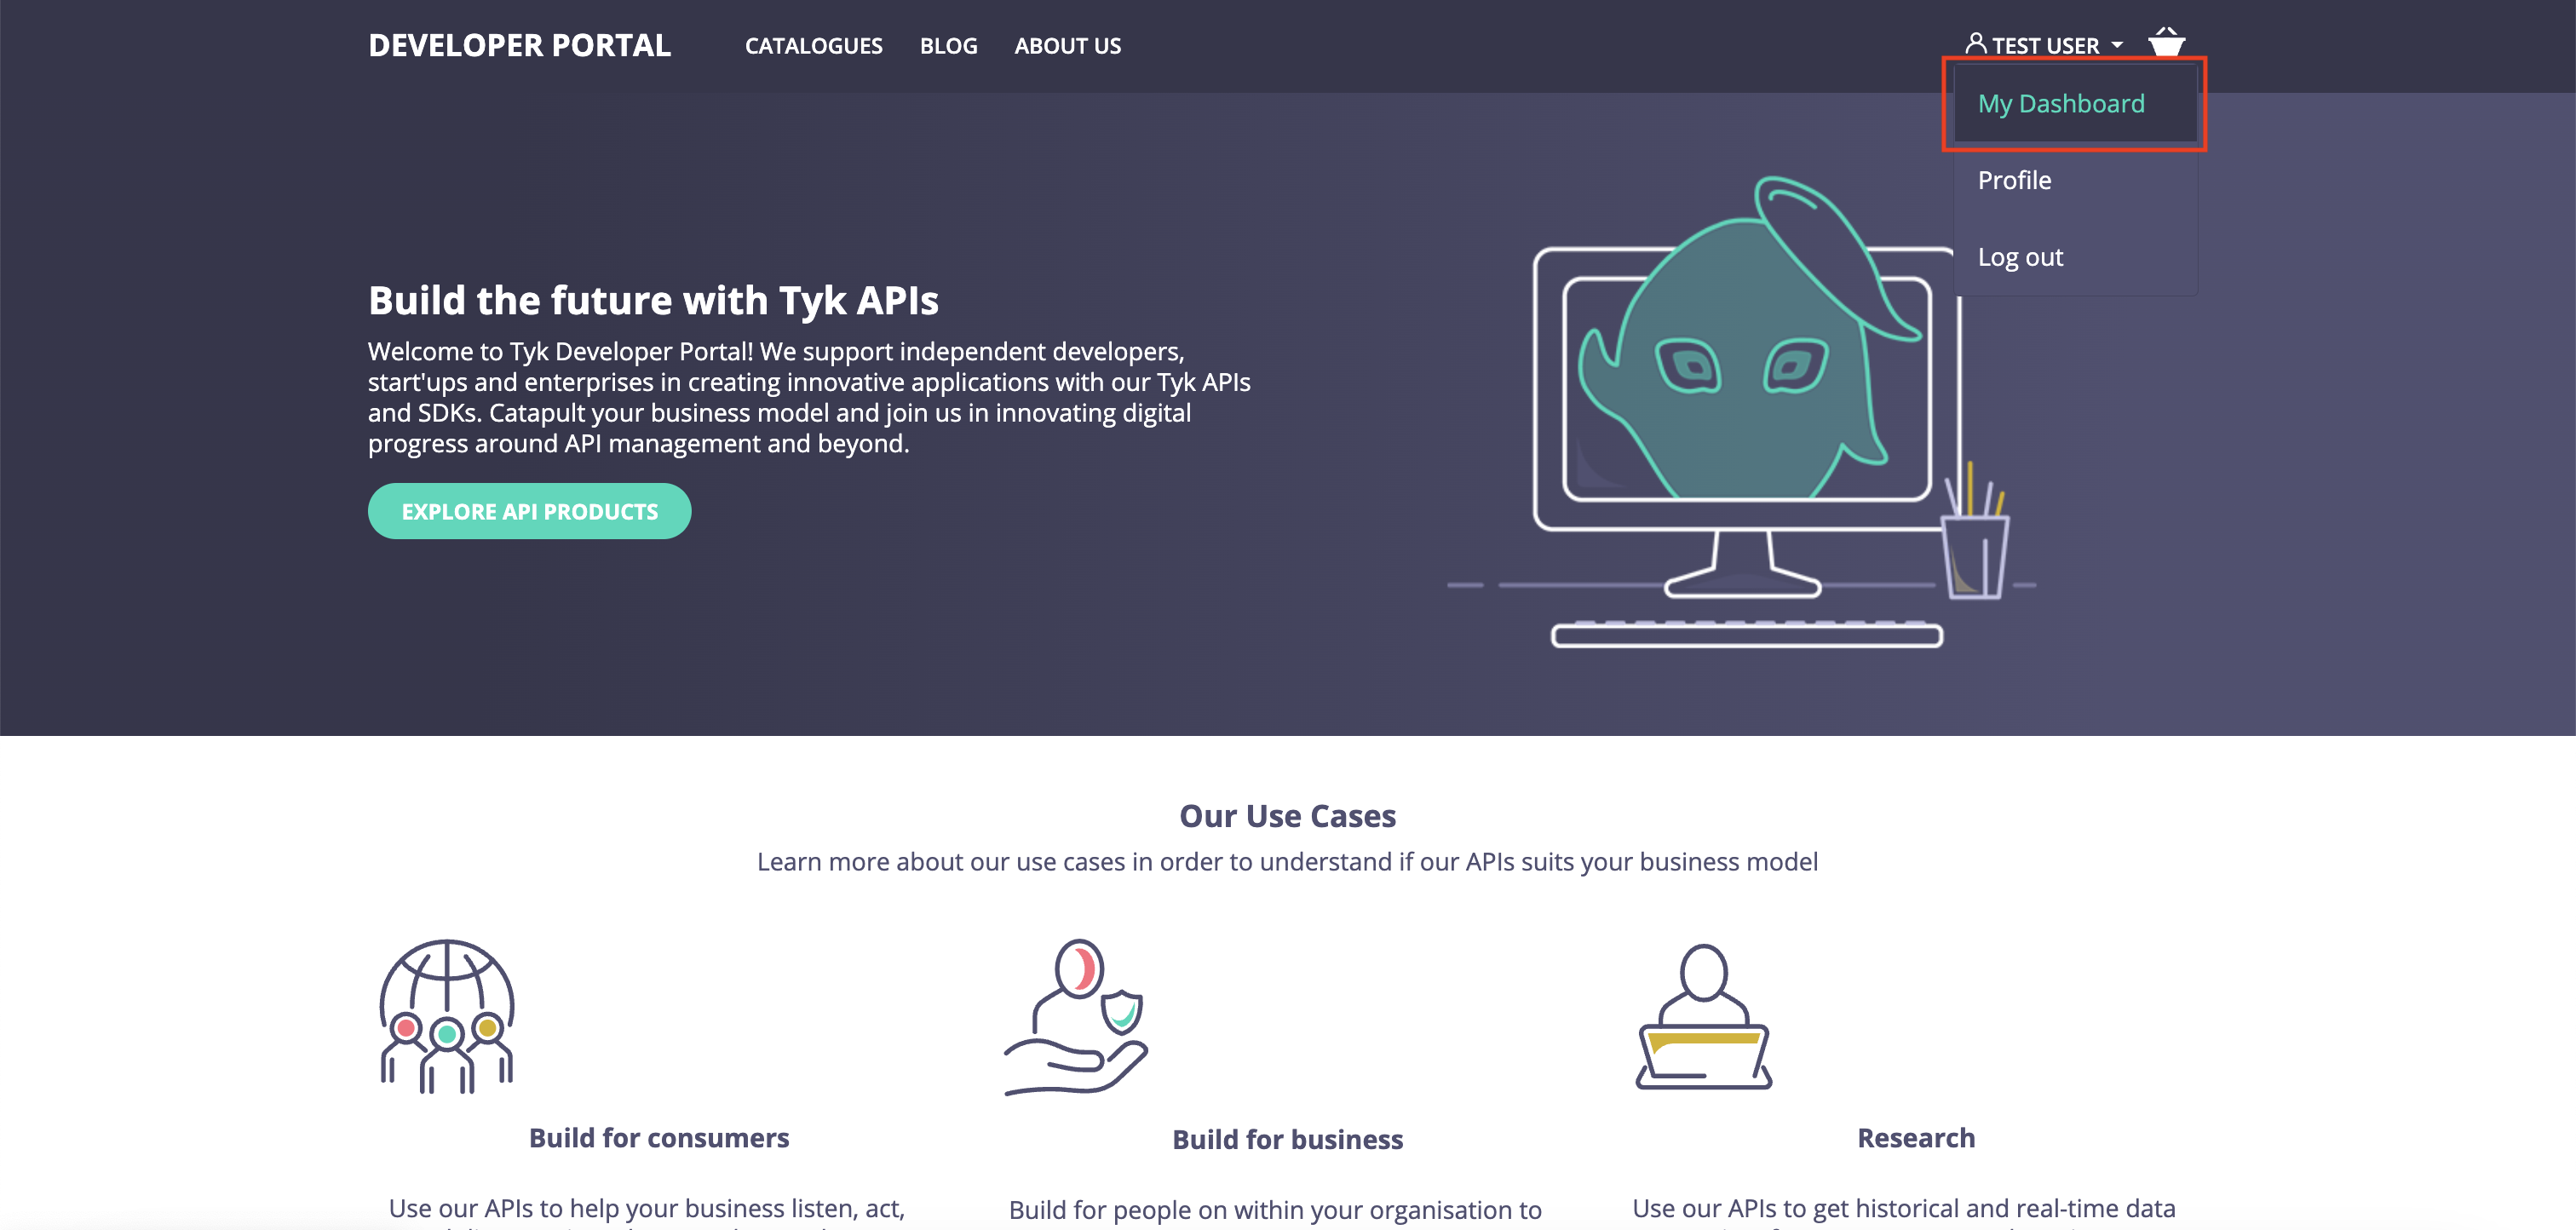 DEVELOPER PORTAL
CATALOGUES
BLOG
ABOUT US
TEST USER
My Dashboard
Profile
Log out
Build the future with Tyk APIs
Welcome to Tyk Developer Portal! We support independent developers,
start'ups and enterprises in creating innovative applications with our Tyk APIs
and SDKs. Catapult your business model and join us in innovating digital
progress around API management and beyond.
EXPLORE API PRODUCTS
Our Use Cases
Learn more about our use cases in order to understand if our APIs suits your business model
Build for consumers
Use our APIs to help your business listen, act,
Build for business
Build for people on within your organisation to
Research
Use our APIs to get historical and real-time data